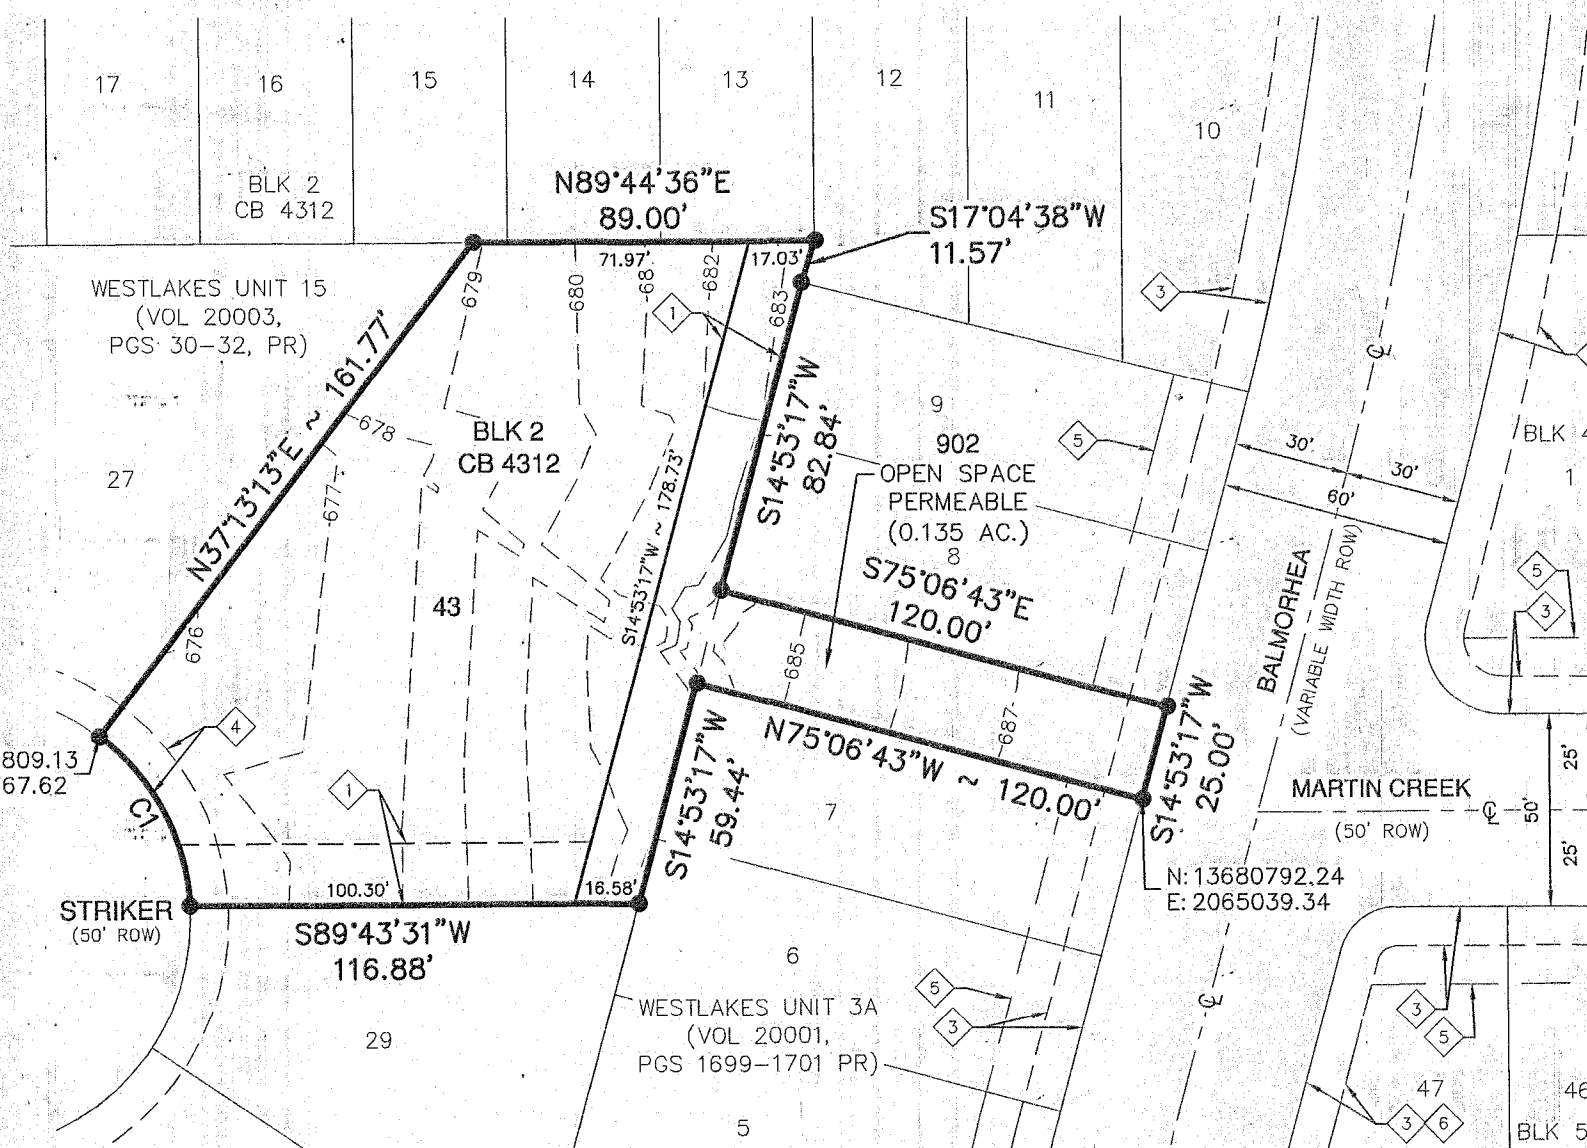 17
16
15
14
13
12
11
10
BLK 2
CB 4312
N89°44'36"E
89.00'
S17°04'38"W
11.57'
71.97'
17.03'
679
680
68
682
683
1
3
WESTLAKES UNIT 15
(VOL 20003,
PGS 30-32, PR)
N37°13'13"E ~ 161.77'
678
677
676
27
BLK 2
CB 4312
S14°53'17"W ~ 178.73'
S14°53'17"W
82.84'
9
902
OPEN SPACE
PERMEABLE
(0.135 AC.)
8
5
S75°06'43"E
120.00'
30'
30'
60'
BLK 4
1
5
3
43
685
687
N75°06'43"W ~ 120.00'
S14°53'17"W
25.00'
BALMORHEA
(VARIABLE WIDTH ROW)
809.13
67.62
4
C1
1
S14°53'17"W
59.44'
7
MARTIN CREEK
(50' ROW)
25'
50'
25'
N: 13680792.24
E: 2065039.34
STRIKER
(50' ROW)
100.30'
16.58'
S89°43'31"W
116.88'
6
5
3
WESTLAKES UNIT 3A
(VOL 20001,
PGS 1699-1701 PR)
29
5
3
5
47
46
3
6
BLK 5